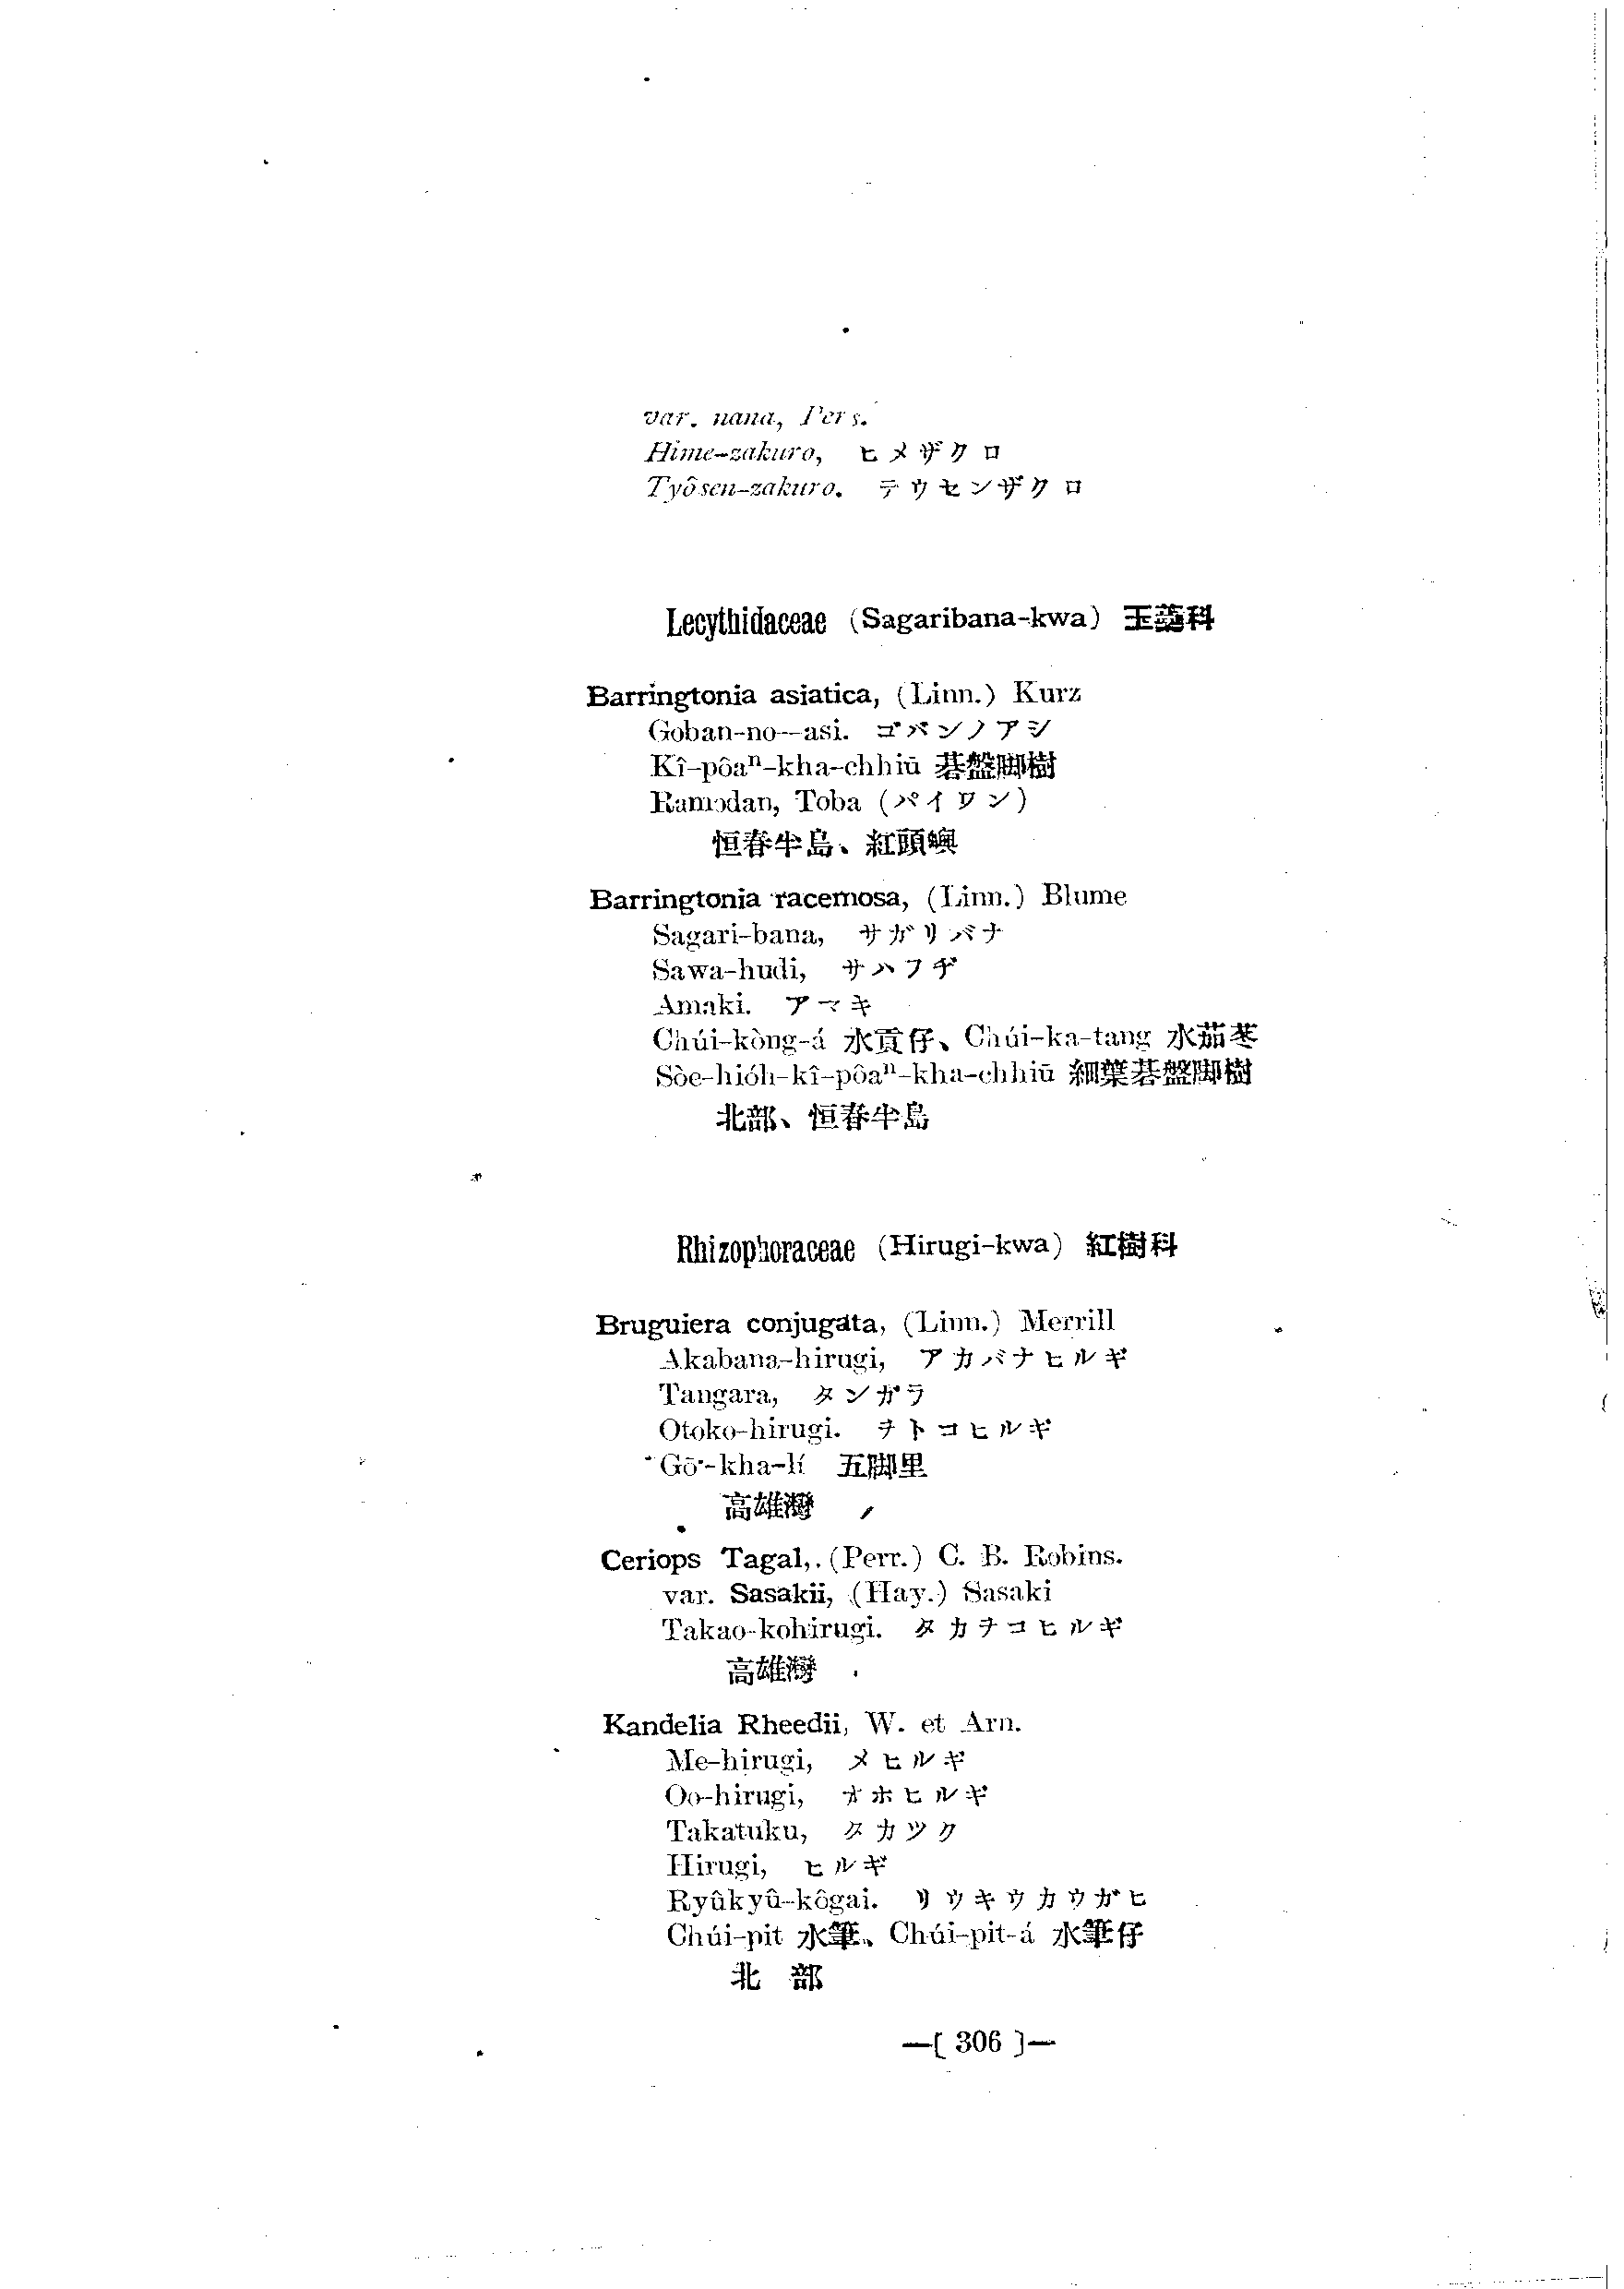 var. nana, Pers.
Hime-zakuro, ヒメザクロ
Tyôsen-zakuro. テウセンザクロ
Lecythidaceae (Sagaribana-kwa) 玉蕊科
Barringtonia asiatica, (Linn.) Kurz
Goban-no-asi. ゴバンノアシ
Kî-pôaⁿ-kha-chhiū 碁盤脚樹
Ramodan, Toba (パイワン)
恒春半島、紅頭嶼
Barringtonia racemosa, (Linn.) Blume
Sagari-bana, サガリバナ
Sawa-hudi, サハフヂ
Amaki. アマキ
Chúi-kòng-á 水貢仔、Chúi-ka-tang 水茄苳
Sòe-hióh-kî-pôaⁿ-kha-chhiū 細葉碁盤脚樹
北部、恒春半島
Rhizophoraceae (Hirugi-kwa) 紅樹科
Bruguiera conjugata, (Linn.) Merrill
Akabana-hirugi, アカバナヒルギ
Tangara, タンガラ
Otoko-hirugi. ヲトコヒルギ
Gō͘-kha-lí 五脚里
高雄灣
Ceriops Tagal, (Perr.) C. B. Robins.
var. Sasakii, (Hay.) Sasaki
Takao-kohirugi. タカヲコヒルギ
高雄灣
Kandelia Rheedii, W. et Arn.
Me-hirugi, メヒルギ
Oo-hirugi, オホヒルギ
Takatuku, タカツク
Hirugi, ヒルギ
Ryûkyû-kôgai. リウキウカウガヒ
Chúi-pit 水筆、Chúi-pit-á 水筆仔
北 部
—( 306 )—